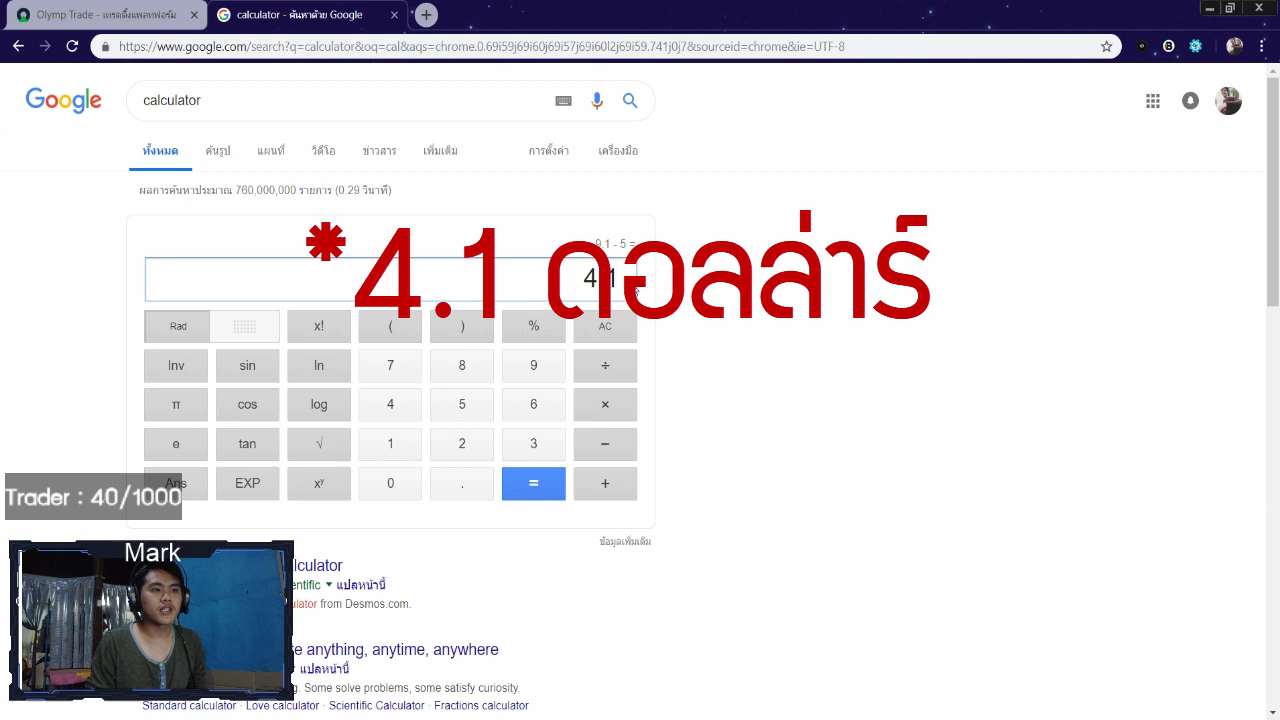 Olymp Trade - เทรดดิ้งแพลทฟอร์ม
calculator - ค้นหาด้วย Google
https://www.google.com/search?q=calculator&oq=cal&aqs=chrome.0.69i59j69i60j69i57j69i60l2j69i59.741j0j7&sourceid=chrome&ie=UTF-8
Google
calculator
ทั้งหมด ค้นรูป แผนที่ วิดีโอ ข่าวสาร เพิ่มเติม การตั้งค่า เครื่องมือ
ผลการค้นหาประมาณ 760,000,000 รายการ (0.29 วินาที)
9.1 - 5 =
4.1
*4.1 ดอลล่าร์
Rad x! ( ) % AC
Inv sin ln 7 8 9 ÷
π cos log 4 5 6 ×
e tan √ 1 2 3 −
Ans EXP xʸ 0 . = +
Trader : 40/1000
ข้อมูลเพิ่มเติม
Mark
lculator
entific แปลหน้านี้
ulator from Desmos.com.
e anything, anytime, anywhere
แปลหน้านี้
g. Some solve problems, some satisfy curiosity.
Standard calculator · Love calculator · Scientific Calculator · Fractions calculator